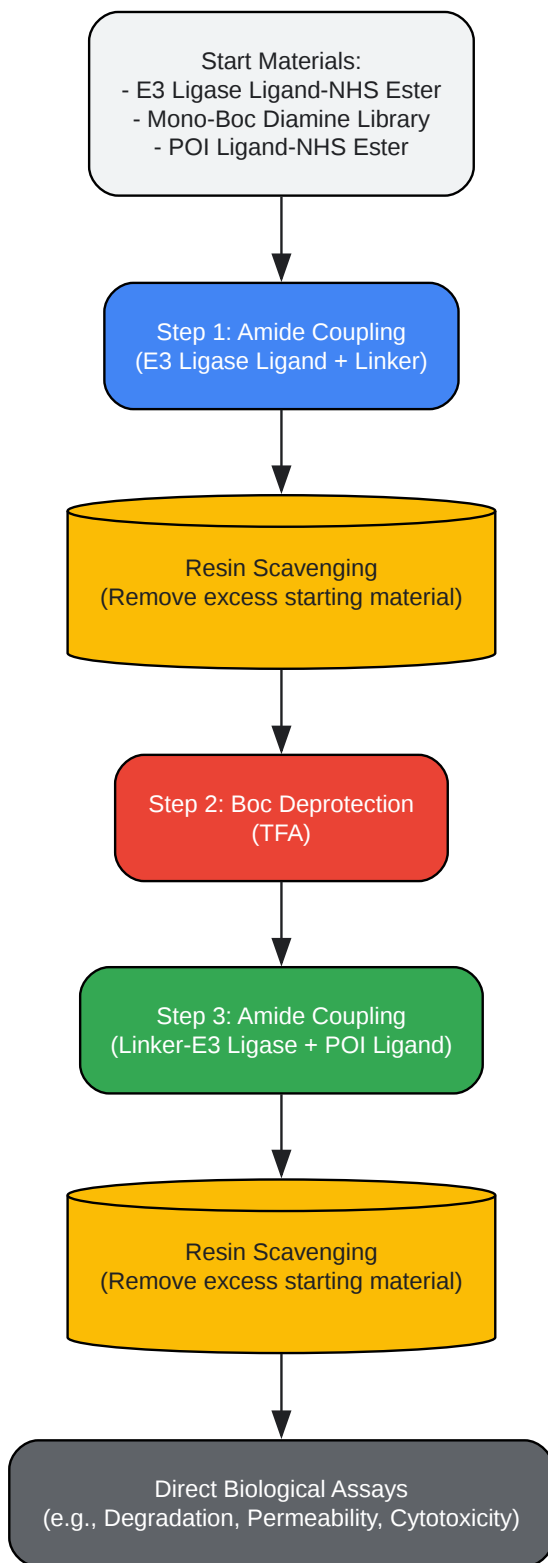 Start Materials:
- E3 Ligase Ligand-NHS Ester
- Mono-Boc Diamine Library
- POI Ligand-NHS Ester
Step 1: Amide Coupling
(E3 Ligase Ligand + Linker)
Resin Scavenging
(Remove excess starting material)
Step 2: Boc Deprotection
(TFA)
Step 3: Amide Coupling
(Linker-E3 Ligase + POI Ligand)
Resin Scavenging
(Remove excess starting material)
Direct Biological Assays
(e.g., Degradation, Permeability, Cytotoxicity)